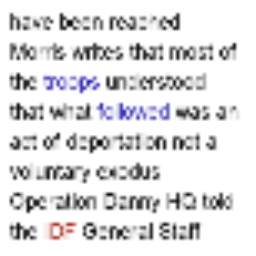 have been reached
Morris writes that most of
the troops understood
that what followed was an
act of deportation not a
voluntary exodus
Operation Danny HQ told
the IDF General Staff